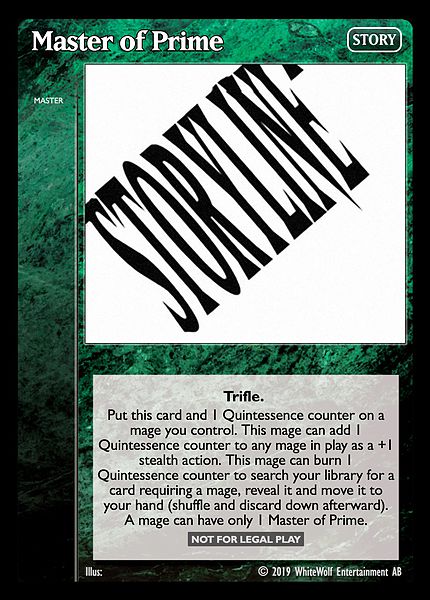 Master of Prime
STORY
MASTER
STORYLINE
Trifle.
Put this card and 1 Quintessence counter on a
mage you control. This mage can add 1
Quintessence counter to any mage in play as a +1
stealth action. This mage can burn 1
Quintessence counter to search your library for a
card requiring a mage, reveal it and move it to
your hand (shuffle and discard down afterward).
A mage can have only 1 Master of Prime.
NOT FOR LEGAL PLAY
Illus:
© 2019 WhiteWolf Entertainment AB